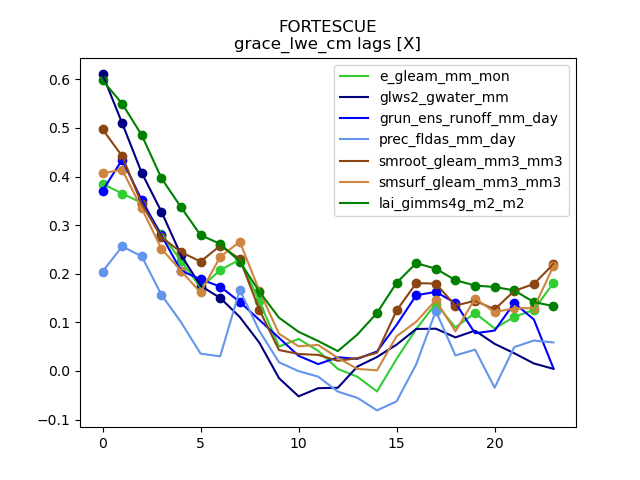 FORTESCUE
grace_lwe_cm lags [X]
e_gleam_mm_mon
glws2_gwater_mm
grun_ens_runoff_mm_day
prec_fldas_mm_day
smroot_gleam_mm3_mm3
smsurf_gleam_mm3_mm3
lai_gimms4g_m2_m2
0.6
0.5
0.4
0.3
0.2
0.1
0.0
−0.1
0 5 10 15 20